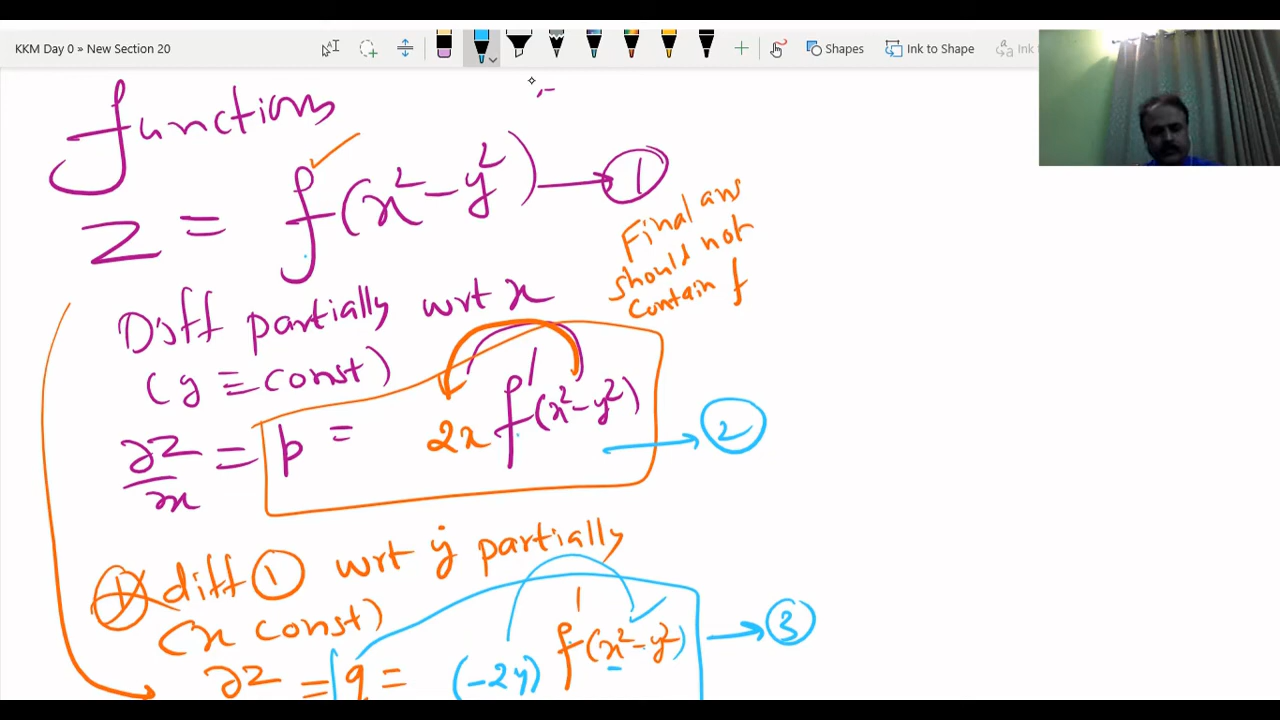 KKM Day 0 » New Section 20
Shapes
Ink to Shape
Ink
functions
z = f(x²-y²) → ①
Final ans
should not
contain f
Diff partially wrt x
(y ≡ const)
∂z/∂x = p = 2x f'(x²-y²) → ②
diff ① wrt y partially
(x const)
∂z = q = (-2y) f'(x²-y²) → ③